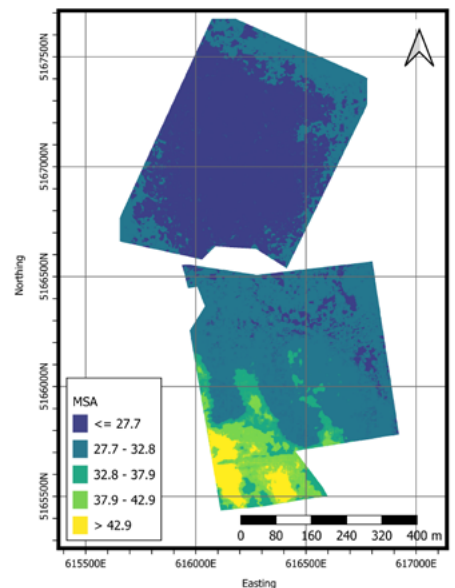 5167500N
5167000N
5166500N
5166000N
5165500N
Northing
MSA
<= 27.7
27.7 - 32.8
32.8 - 37.9
37.9 - 42.9
> 42.9
0 80 160 240 320 400 m
615500E 616000E 616500E 617000E
Easting